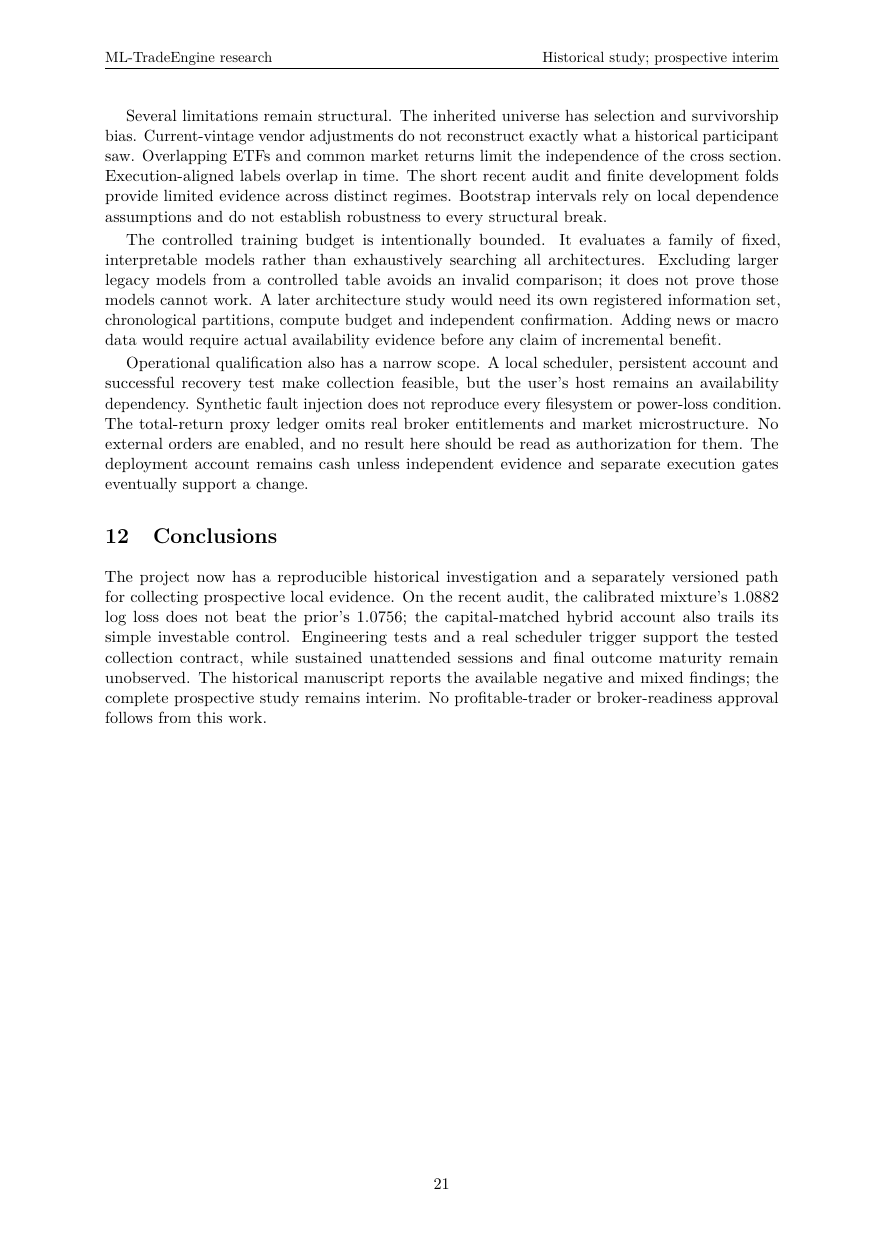 ML-TradeEngine research Historical study; prospective interim
Several limitations remain structural. The inherited universe has selection and survivorship
bias. Current-vintage vendor adjustments do not reconstruct exactly what a historical participant
saw. Overlapping ETFs and common market returns limit the independence of the cross section.
Execution-aligned labels overlap in time. The short recent audit and finite development folds
provide limited evidence across distinct regimes. Bootstrap intervals rely on local dependence
assumptions and do not establish robustness to every structural break.
The controlled training budget is intentionally bounded. It evaluates a family of fixed,
interpretable models rather than exhaustively searching all architectures. Excluding larger
legacy models from a controlled table avoids an invalid comparison; it does not prove those
models cannot work. A later architecture study would need its own registered information set,
chronological partitions, compute budget and independent confirmation. Adding news or macro
data would require actual availability evidence before any claim of incremental benefit.
Operational qualification also has a narrow scope. A local scheduler, persistent account and
successful recovery test make collection feasible, but the user's host remains an availability
dependency. Synthetic fault injection does not reproduce every filesystem or power-loss condition.
The total-return proxy ledger omits real broker entitlements and market microstructure. No
external orders are enabled, and no result here should be read as authorization for them. The
deployment account remains cash unless independent evidence and separate execution gates
eventually support a change.
12 Conclusions
The project now has a reproducible historical investigation and a separately versioned path
for collecting prospective local evidence. On the recent audit, the calibrated mixture's 1.0882
log loss does not beat the prior's 1.0756; the capital-matched hybrid account also trails its
simple investable control. Engineering tests and a real scheduler trigger support the tested
collection contract, while sustained unattended sessions and final outcome maturity remain
unobserved. The historical manuscript reports the available negative and mixed findings; the
complete prospective study remains interim. No profitable-trader or broker-readiness approval
follows from this work.
21